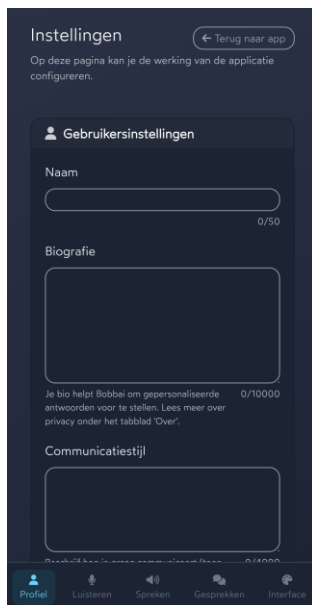 Instellingen
← Terug naar app
Op deze pagina kan je de werking van de applicatie
configureren.
Gebruikersinstellingen
Naam
0/50
Biografie
Je bio helpt Bobbai om gepersonaliseerde
antwoorden voor te stellen. Lees meer over
privacy onder het tabblad 'Over'.
0/10000
Communicatiestijl
Profiel
Luisteren
Spreken
Gesprekken
Interface